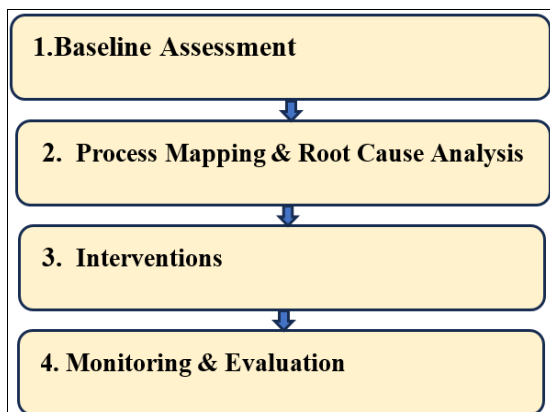 1.Baseline Assessment
2. Process Mapping & Root Cause Analysis
3. Interventions
4. Monitoring & Evaluation